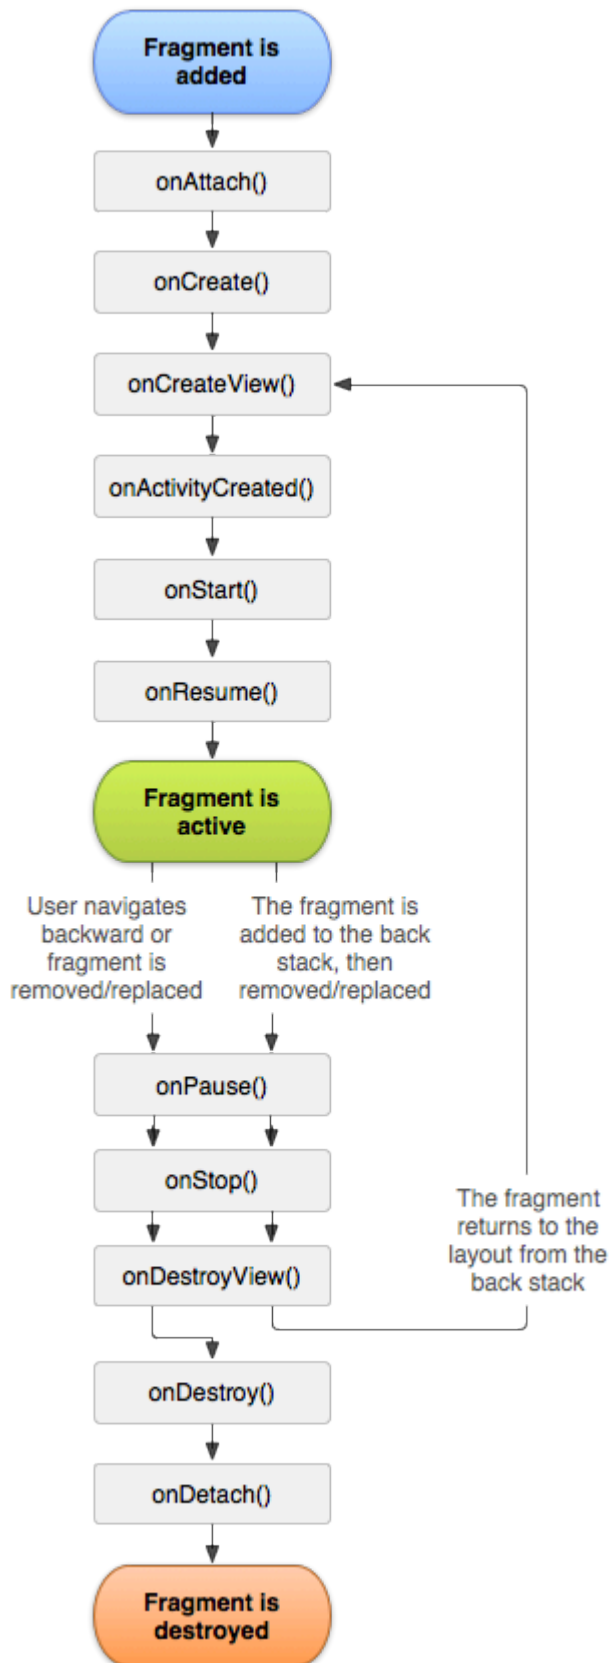 Fragment is
added
onAttach()
onCreate()
onCreateView()
onActivityCreated()
onStart()
onResume()
Fragment is
active
User navigates
backward or
fragment is
removed/replaced
The fragment is
added to the back
stack, then
removed/replaced
onPause()
onStop()
onDestroyView()
The fragment
returns to the
layout from the
back stack
onDestroy()
onDetach()
Fragment is
destroyed